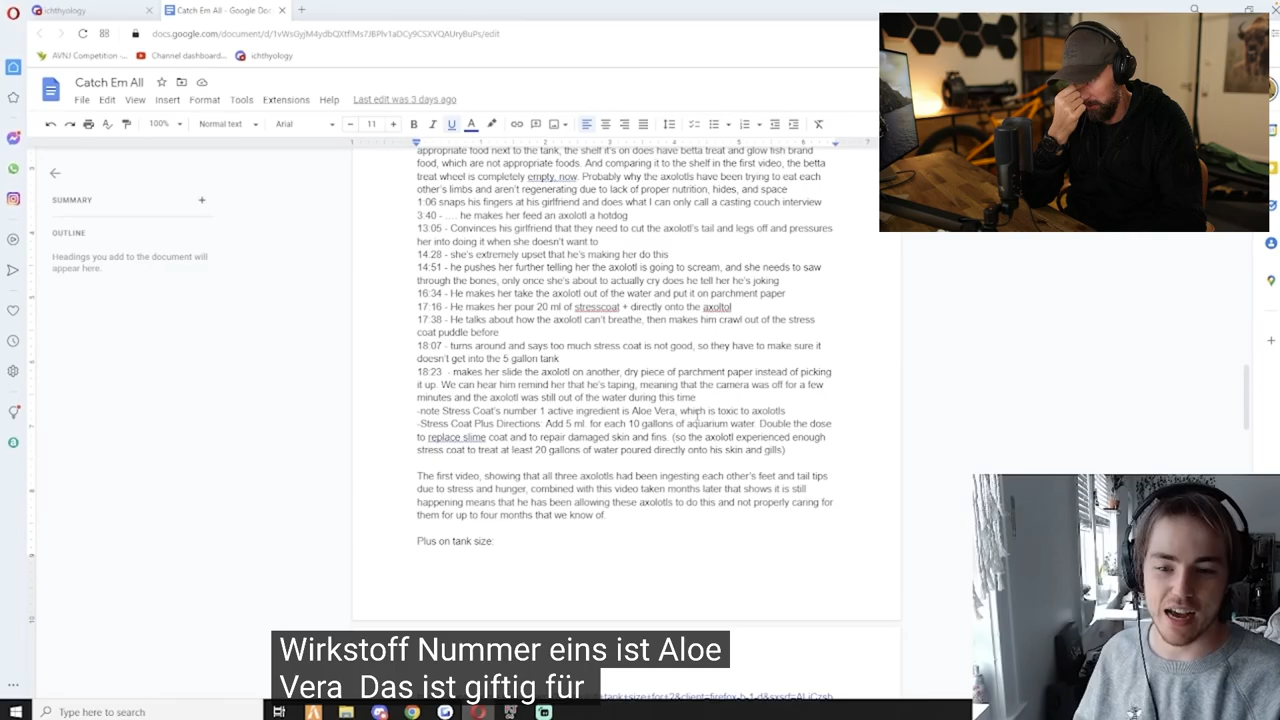 ichthyology
Catch Em All - Google Doc
docs.google.com/document/d/1vWsGyjM4ydbQXtflMs7JBPlv1aDCy9CSXVQAUryBuPs/edit
AVNJ Competition -... Channel dashboard... ichthyology
Catch Em All
File Edit View Insert Format Tools Extensions Help Last edit was 3 days ago
100% Normal text Arial 11
SUMMARY
OUTLINE
Headings you add to the document will
appear here.
appropriate food next to the tank, the shelf it's on does have betta treat and glow fish brand
food, which are not appropriate foods. And comparing it to the shelf in the first video, the betta
treat wheel is completely empty, now. Probably why the axolotls have been trying to eat each
other's limbs and aren't regenerating due to lack of proper nutrition, hides, and space
1:06 snaps his fingers at his girlfriend and does what I can only call a casting couch interview
3:40 - .... he makes her feed an axolotl a hotdog
13:05 - Convinces his girlfriend that they need to cut the axolotl's tail and legs off and pressures
her into doing it when she doesn't want to
14:28 - she's extremely upset that he's making her do this
14:51 - he pushes her further telling her the axolotl is going to scream, and she needs to saw
through the bones, only once she's about to actually cry does he tell her he's joking
16:34 - He makes her take the axolotl out of the water and put it on parchment paper
17:16 - He makes her pour 20 ml of stresscoat + directly onto the axoltol
17:38 - He talks about how the axolotl can't breathe, then makes him crawl out of the stress
coat puddle before
18:07 - turns around and says too much stress coat is not good, so they have to make sure it
doesn't get into the 5 gallon tank
18:23 - makes her slide the axolotl on another, dry piece of parchment paper instead of picking
it up. We can hear him remind her that he's taping, meaning that the camera was off for a few
minutes and the axolotl was still out of the water during this time
-note Stress Coat's number 1 active ingredient is Aloe Vera, which is toxic to axolotls
-Stress Coat Plus Directions: Add 5 ml. for each 10 gallons of aquarium water. Double the dose
to replace slime coat and to repair damaged skin and fins. (so the axolotl experienced enough
stress coat to treat at least 20 gallons of water poured directly onto his skin and gills)
The first video, showing that all three axolotls had been ingesting each other's feet and tail tips
due to stress and hunger, combined with this video taken months later that shows it is still
happening means that he has been allowing these axolotls to do this and not properly caring for
them for up to four months that we know of.
Plus on tank size:
Wirkstoff Nummer eins ist Aloe
Vera Das ist giftig für
Type here to search